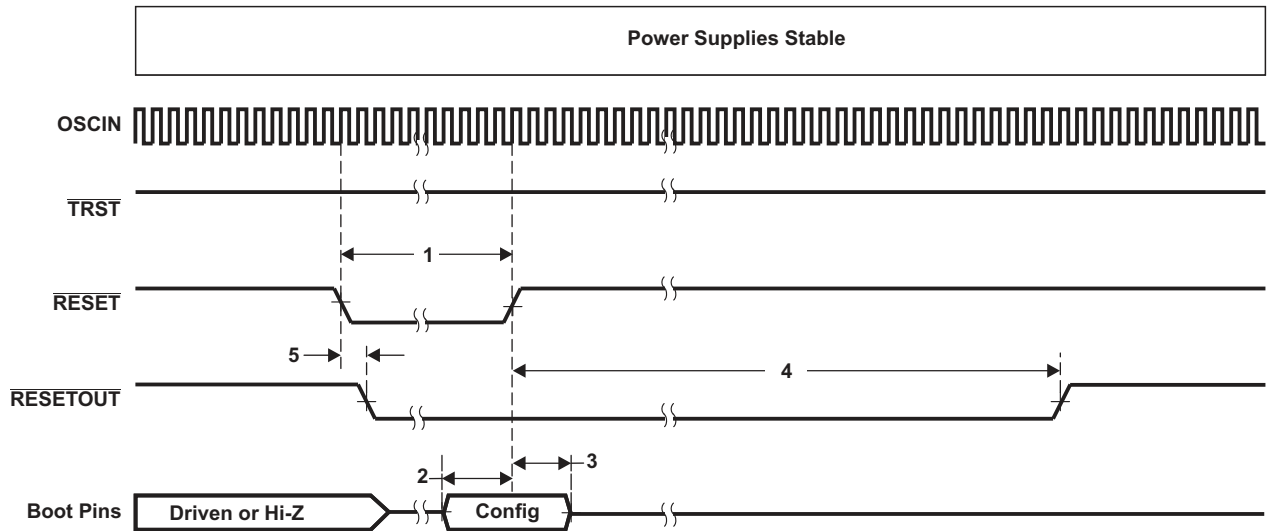 Power Supplies Stable
OSCIN
TRST
1
RESET
5
4
RESETOUT
2
3
Boot Pins
Driven or Hi-Z
Config